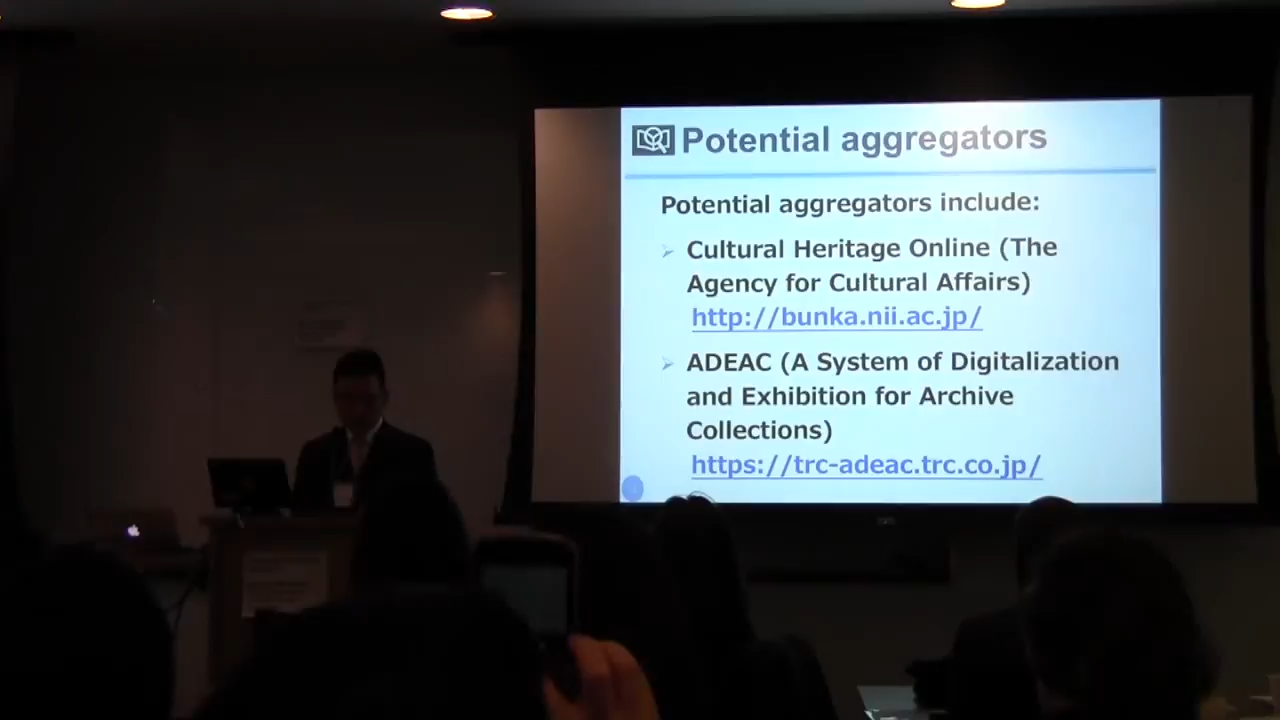 Potential aggregators
Potential aggregators include:
Cultural Heritage Online (The
Agency for Cultural Affairs)
http://bunka.nii.ac.jp/
ADEAC (A System of Digitalization
and Exhibition for Archive
Collections)
https://trc-adeac.trc.co.jp/